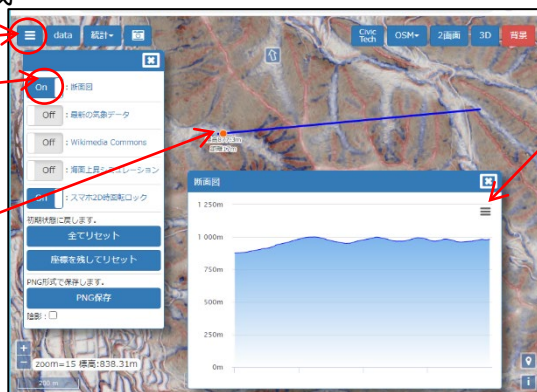 data 統計▾ Civic Tech OSM▾ 2画面 3D 背景
On :断面図
Off :最新の気象データ
Off :Wikimedia Commons
Off :海面上昇シミュレーション
On :スマホ2D時回転ロック
初期状態に戻します。
全てリセット
座標を残してリセット
PNG形式で保存します。
PNG保存
陰影:
断面図
1 250m
1 000m
750m
500m
250m
0m
zoom=15 標高:838.31m
200 m